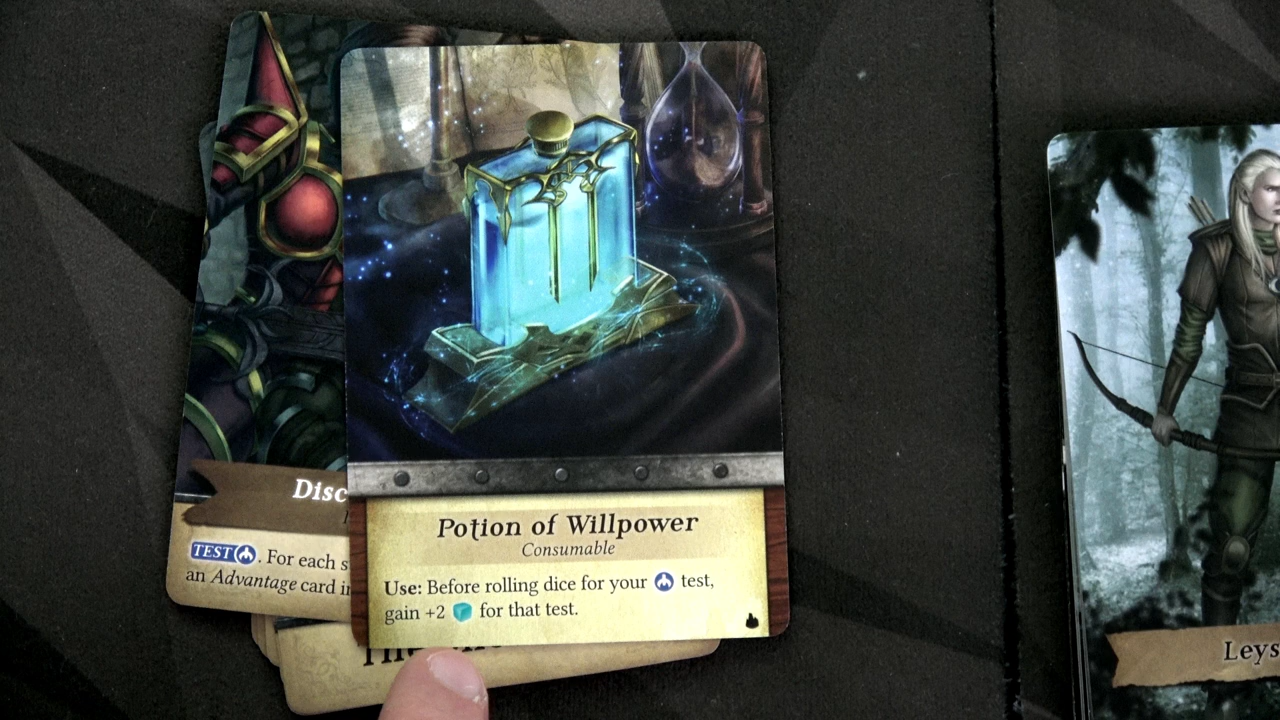 Disc
TEST . For each s
an Advantage card i
Potion of Willpower
Consumable
Use: Before rolling dice for your test,
gain +2 for that test.
Leys